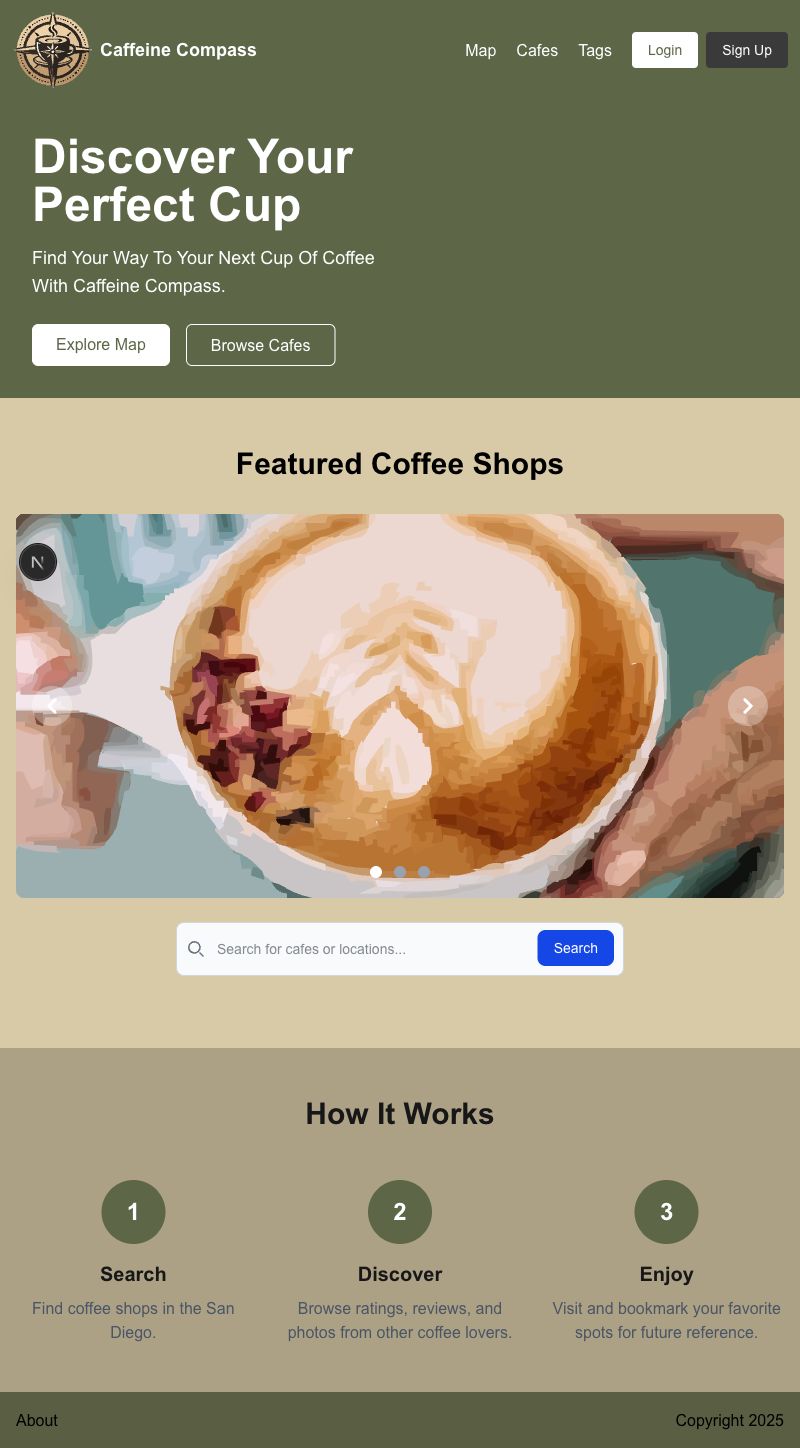 Caffeine Compass
Map
Cafes
Tags
Login
Sign Up
Discover Your
Perfect Cup
Find Your Way To Your Next Cup Of Coffee
With Caffeine Compass.
Explore Map
Browse Cafes
Featured Coffee Shops
N
Search for cafes or locations...
Search
How It Works
1
2
3
Search
Discover
Enjoy
Find coffee shops in the San
Diego.
Browse ratings, reviews, and
photos from other coffee lovers.
Visit and bookmark your favorite
spots for future reference.
About
Copyright 2025